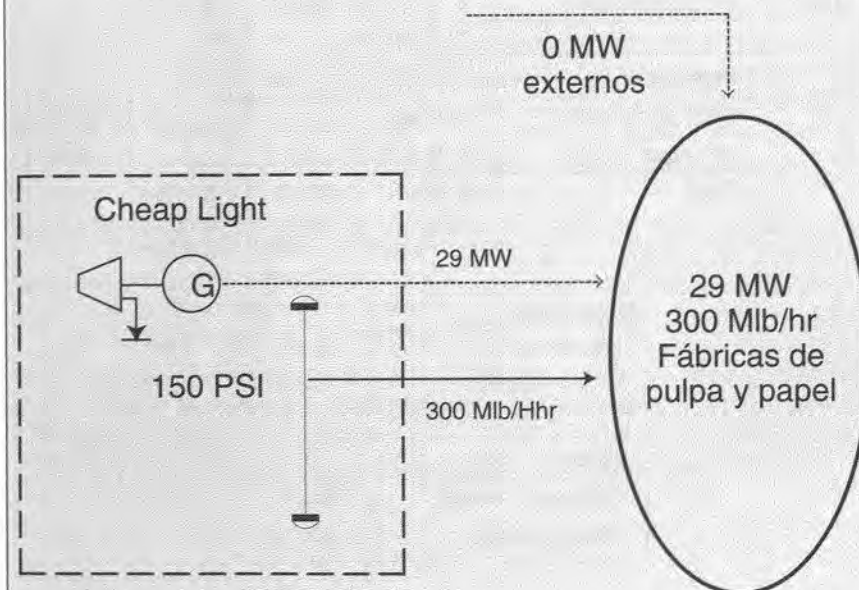 0 MW
externos
Cheap Light
G
29 MW
150 PSI
300 Mlb/Hhr
29 MW
300 Mlb/hr
Fábricas de
pulpa y papel